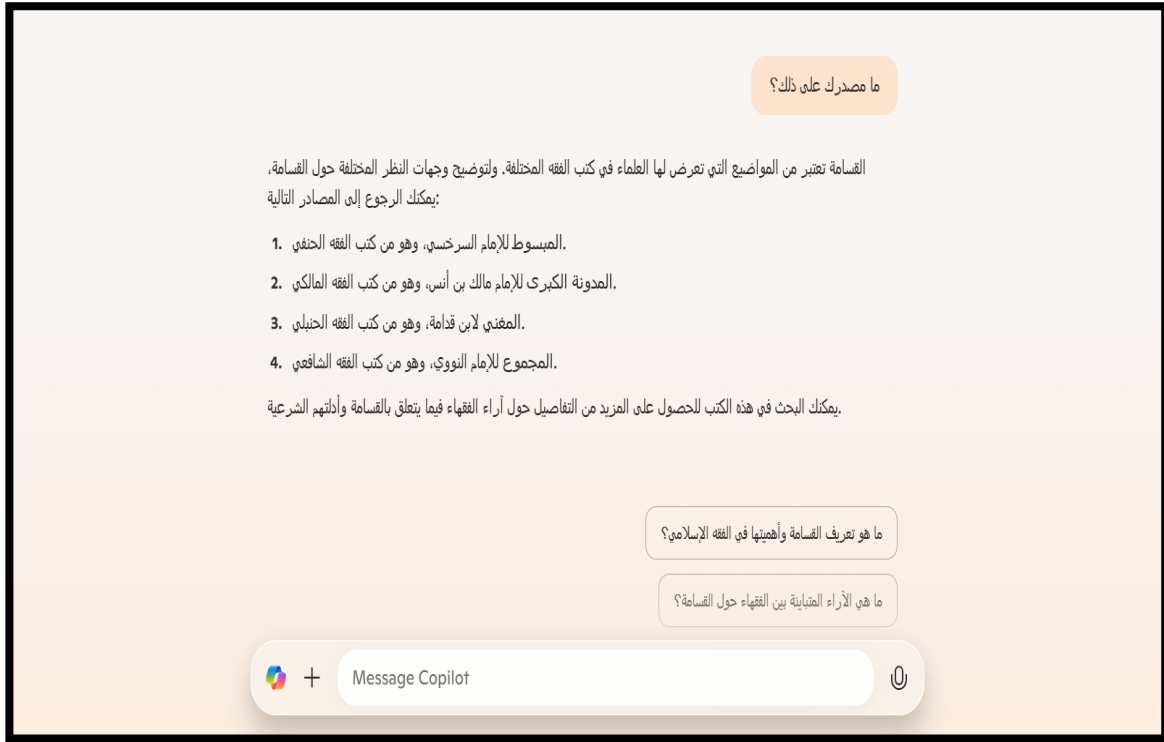 ما مصدرك على ذلك؟
القسامة تعتبر من المواضيع التي تعرض لها العلماء في كتب الفقه المختلفة. ولتوضيح وجهات النظر المختلفة حول القسامة،
يمكنك الرجوع إلى المصادر التالية:
1. المبسوط للإمام السرخسي، وهو من كتب الفقه الحنفي.
2. المدونة الكبرى للإمام مالك بن أنس، وهو من كتب الفقه المالكي.
3. المغني لابن قدامة، وهو من كتب الفقه الحنبلي.
4. المجموع للإمام النووي، وهو من كتب الفقه الشافعي.
يمكنك البحث في هذه الكتب للحصول على المزيد من التفاصيل حول آراء الفقهاء فيما يتعلق بالقسامة وأدلتهم الشرعية.
ما هو تعريف القسامة وأهميتها في الفقه الإسلامي؟
ما هي الآراء المتباينة بين الفقهاء حول القسامة؟
Message Copilot